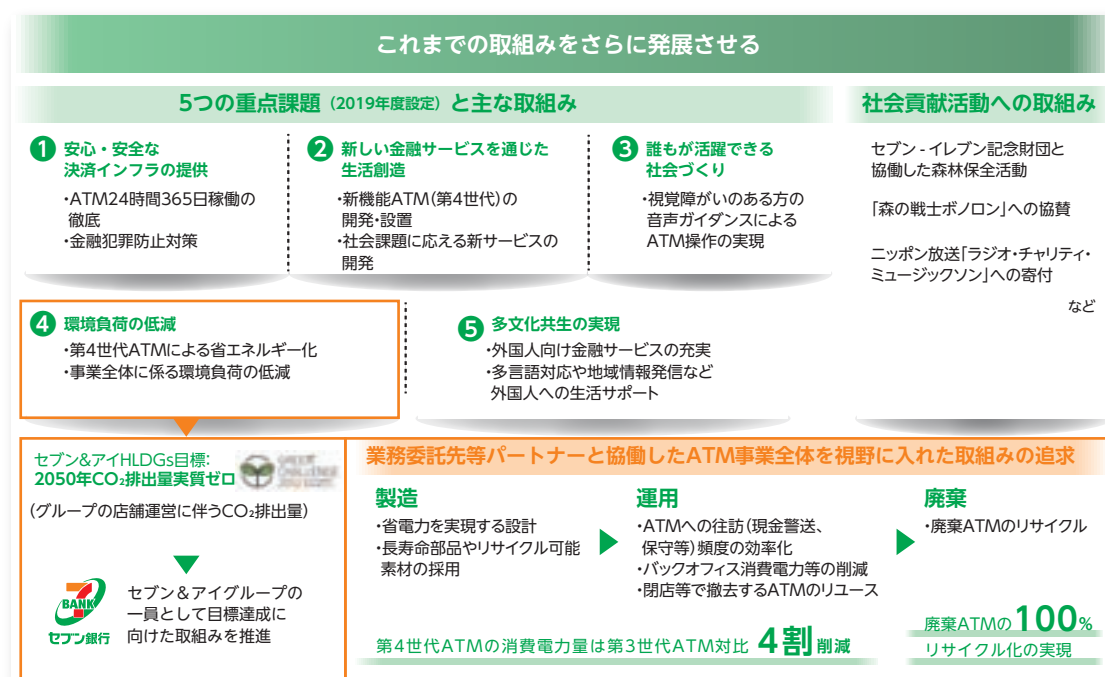 これまでの取組みをさらに発展させる
5つの重点課題（2019年度設定）と主な取組み
❶ 安心・安全な
決済インフラの提供
・ATM24時間365日稼働の
徹底
・金融犯罪防止対策
❷ 新しい金融サービスを通じた
生活創造
・新機能ATM（第4世代）の
開発・設置
・社会課題に応える新サービスの
開発
❸ 誰もが活躍できる
社会づくり
・視覚障がいのある方の
音声ガイダンスによる
ATM操作の実現
❹ 環境負荷の低減
・第4世代ATMによる省エネルギー化
・事業全体に係る環境負荷の低減
❺ 多文化共生の実現
・外国人向け金融サービスの充実
・多言語対応や地域情報発信など
外国人への生活サポート
社会貢献活動への取組み
セブン-イレブン記念財団と
協働した森林保全活動
「森の戦士ボノロン」への協賛
ニッポン放送「ラジオ・チャリティ・
ミュージックソン」への寄付
など
セブン&アイHLDGs目標:
2050年CO₂排出量実質ゼロ
（グループの店舗運営に伴うCO₂排出量）
7
BANK
セブン銀行
セブン&アイグループの
一員として目標達成に
向けた取組みを推進
業務委託先等パートナーと協働したATM事業全体を視野に入れた取組みの追求
製造
・省電力を実現する設計
・長寿命部品やリサイクル可能
素材の採用
運用
・ATMへの往訪（現金警送、
保守等）頻度の効率化
・バックオフィス消費電力等の削減
・閉店等で撤去するATMのリユース
廃棄
・廃棄ATMのリサイクル
第4世代ATMの消費電力量は第3世代ATM対比 4割削減
廃棄ATMの100%
リサイクル化の実現